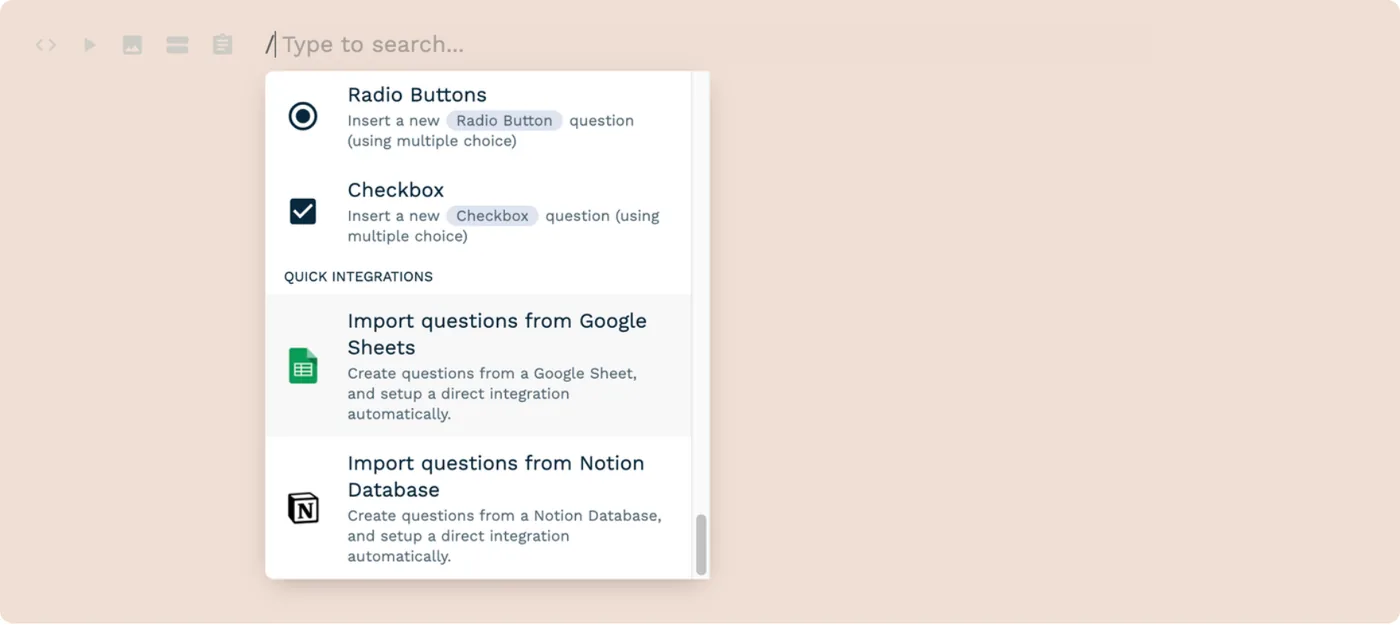 /Type to search...
Radio Buttons
Insert a new Radio Button question
(using multiple choice)
Checkbox
Insert a new Checkbox question (using
multiple choice)
QUICK INTEGRATIONS
Import questions from Google
Sheets
Create questions from a Google Sheet,
and setup a direct integration
automatically.
Import questions from Notion
Database
Create questions from a Notion Database,
and setup a direct integration
automatically.
N